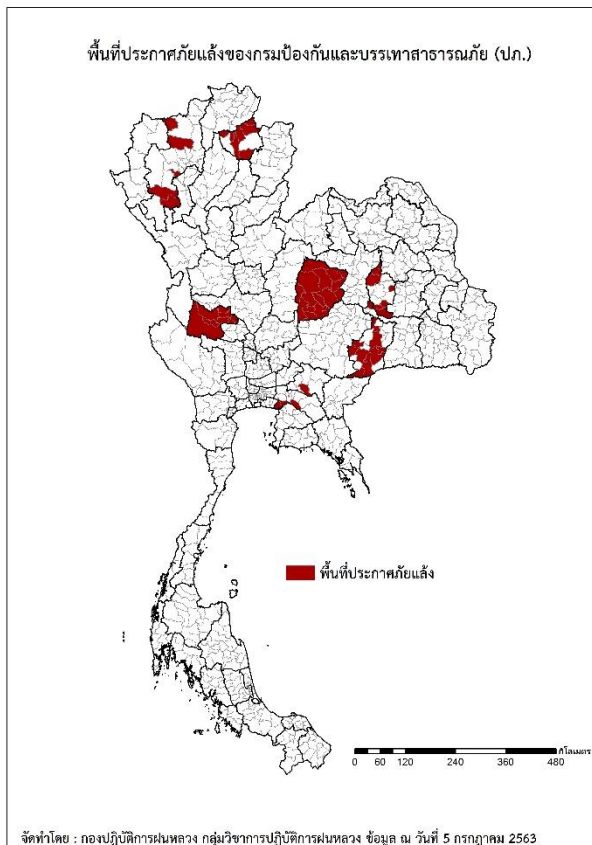 พื้นที่ประกาศภัยแล้งของกรมป้องกันและบรรเทาสาธารณภัย (ปภ.)
พื้นที่ประกาศภัยแล้ง
กิโลเมตร
0 60 120 240 360 480
จัดทำโดย : กองปฏิบัติการฝนหลวง กลุ่มวิชาการปฏิบัติการฝนหลวง ข้อมูล ณ วันที่ 5 กรกฎาคม 2563